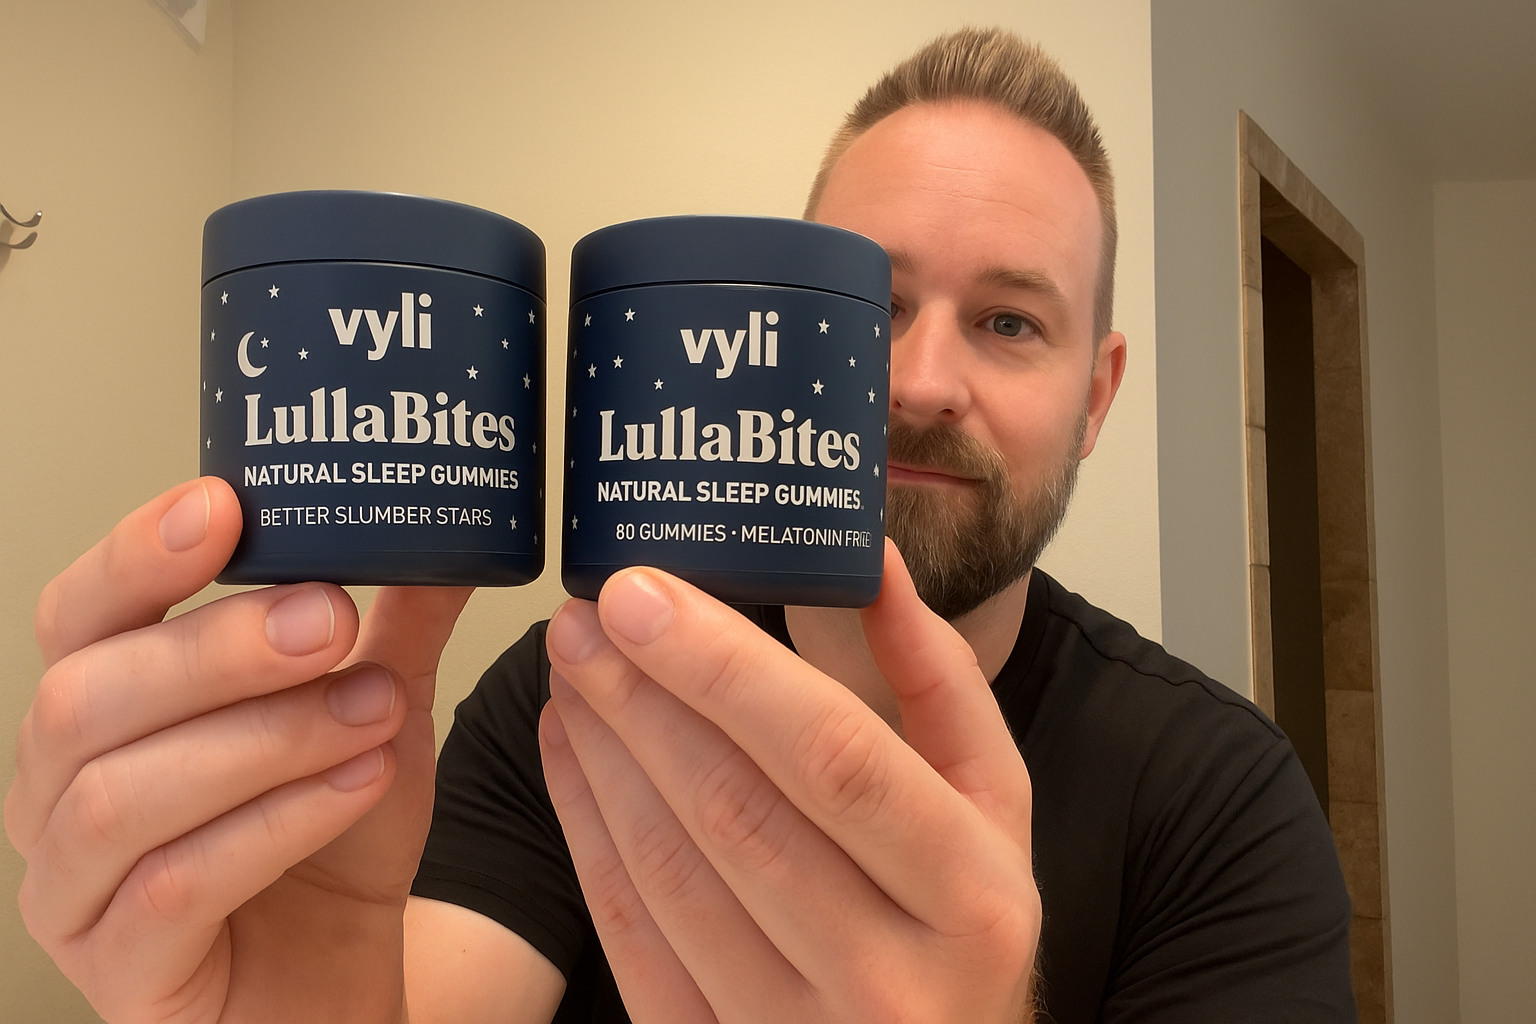 vyli
LullaBites
NATURAL SLEEP GUMMIES
BETTER SLUMBER STARS
vyli
LullaBites
NATURAL SLEEP GUMMIES
80 GUMMIES · MELATONIN